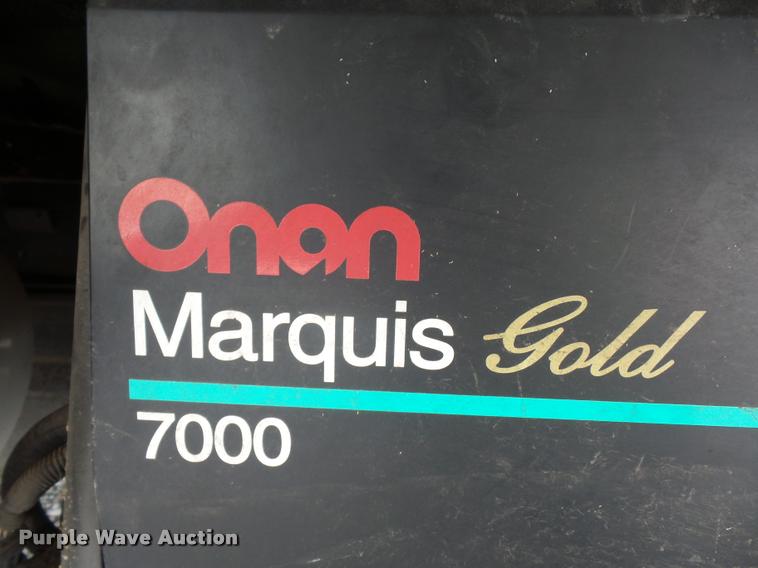 Onan
Marquis Gold
7000
Purple Wave Auction